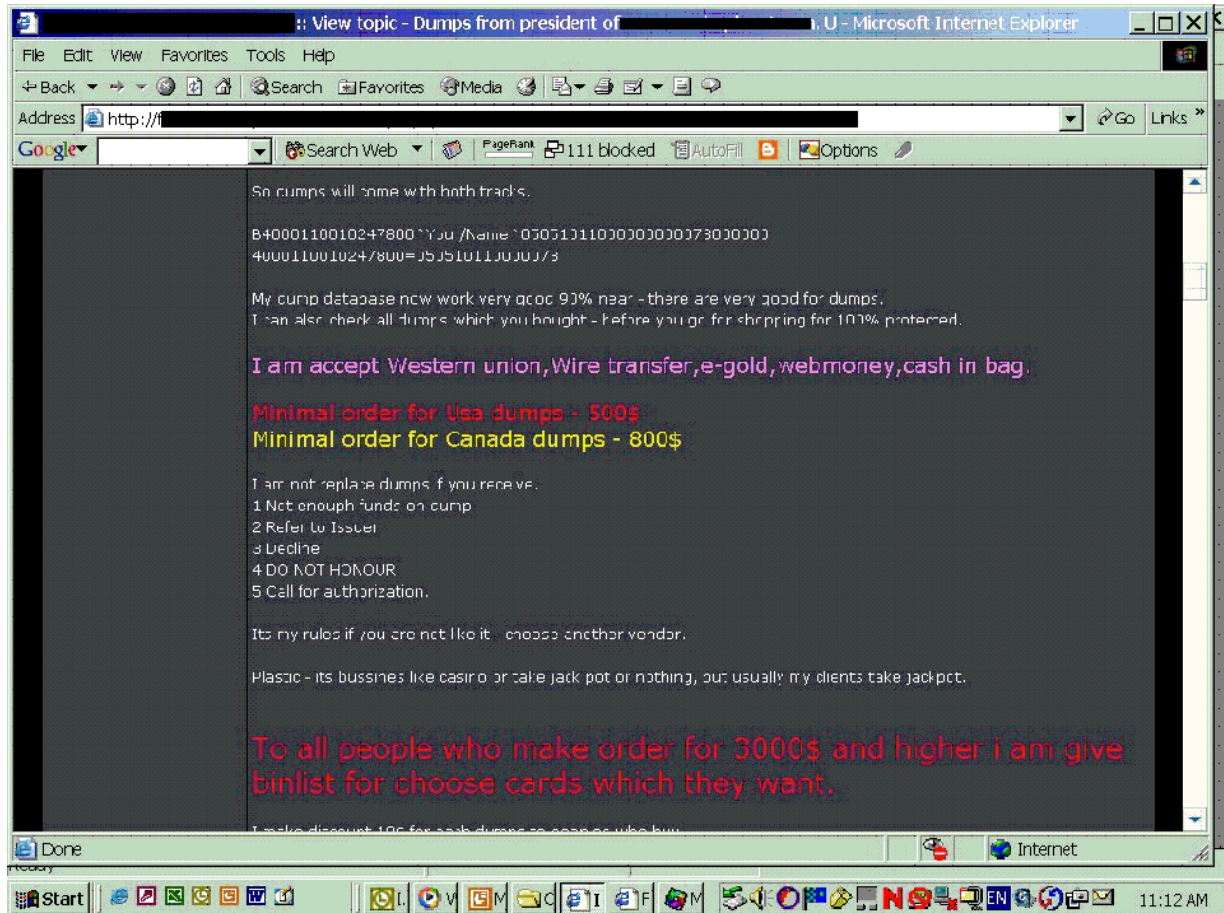 :: View topic - Dumps from president of U - Microsoft Internet Explorer
File Edit View Favorites Tools Help
Back Search Favorites Media
Address http://f Go Links »
Google Search Web PageRank 111 blocked AutoFill Options
So dumps will come with both tracks.
My dump database now work very good 90% near - there are very good for dumps.
I can also check all dumps which you bought - before you go for shopping for 100% protected.
I am accept Western union,Wire transfer,e-gold,webmoney,cash in bag.
Minimal order for Usa dumps - 500$
Minimal order for Canada dumps - 800$
I am not replace dumps if you receive.
1 Not enough funds on dump
2 Refer to Issuer
3 Decline
4 DO NOT HONOUR
5 Call for authorization.
Its my rules if you are not like it - choose another vendor.
Plastic - its bussines like casino or take jack pot or nothing, but usually my clients take jackpot.
To all people who make order for 3000$ and higher i am give
binlist for choose cards which they want.
I make discount for each dumps to people who buy
Done Internet
Start 11:12 AM